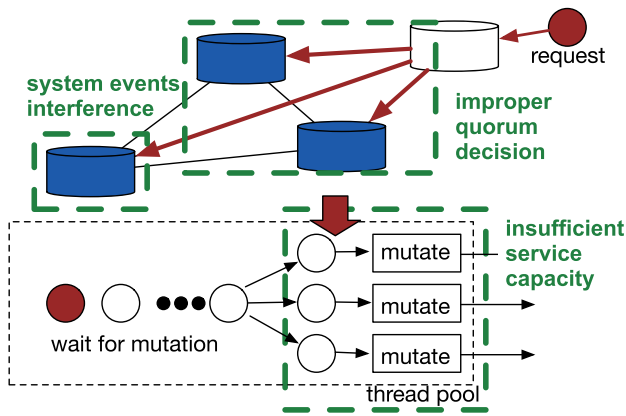 request
system events
interference
improper
quorum
decision
insufficient
service
capacity
mutate
mutate
mutate
wait for mutation
thread pool